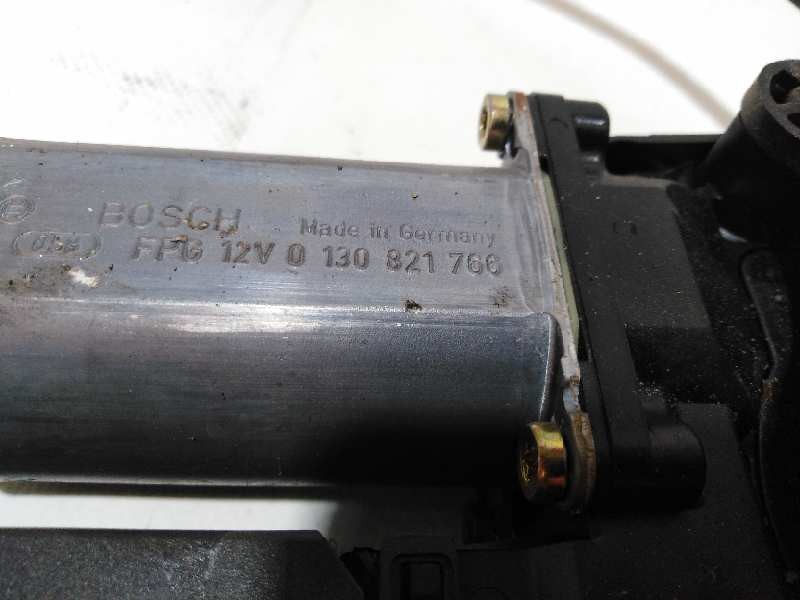 BOSCH Made in Germany
FPG 12V 0 130 821 766